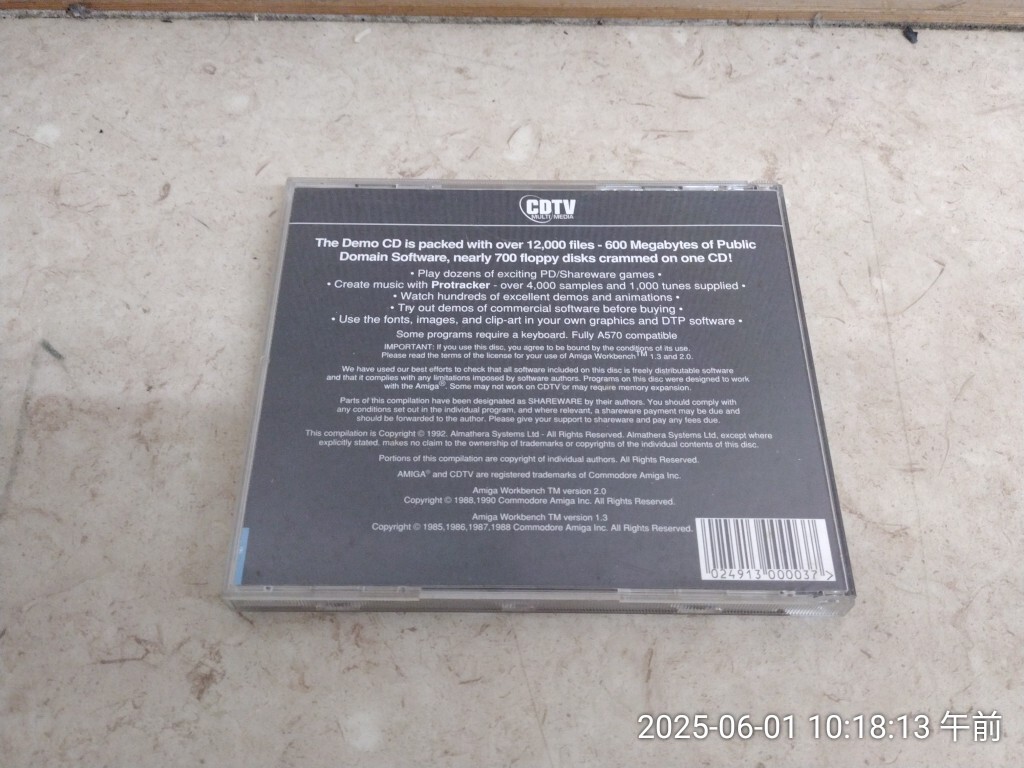 CDTV
MULTI/MEDIA
The Demo CD is packed with over 12,000 files - 600 Megabytes of Public
Domain Software, nearly 700 floppy disks crammed on one CD!
• Play dozens of exciting PD/Shareware games •
• Create music with Protracker - over 4,000 samples and 1,000 tunes supplied •
• Watch hundreds of excellent demos and animations •
• Try out demos of commercial software before buying •
• Use the fonts, images, and clip-art in your own graphics and DTP software •
Some programs require a keyboard. Fully A570 compatible
IMPORTANT: If you use this disc, you agree to be bound by the conditions of its use.
Please read the terms of the license for your use of Amiga Workbench™ 1.3 and 2.0.
We have used our best efforts to check that all software included on this disc is freely distributable software
and that it complies with any limitations imposed by software authors. Programs on this disc were designed to work
with the Amiga®. Some may not work on CDTV or may require memory expansion.
Parts of this compilation have been designated as SHAREWARE by their authors. You should comply with
any conditions set out in the individual program, and where relevant, a shareware payment may be due and
should be forwarded to the author. Please give your support to shareware and pay any fees due.
This compilation is Copyright © 1992. Almathera Systems Ltd - All Rights Reserved. Almathera Systems Ltd, except where
explicitly stated, makes no claim to the ownership of trademarks or copyrights of the individual contents of this disc.
Portions of this compilation are copyright of individual authors. All Rights Reserved.
AMIGA® and CDTV are registered trademarks of Commodore Amiga Inc.
Amiga Workbench TM version 2.0
Copyright © 1988,1990 Commodore Amiga Inc. All Rights Reserved.
Amiga Workbench TM version 1.3
Copyright © 1985,1986,1987,1988 Commodore Amiga Inc. All Rights Reserved.
024913 000037 >
2025-06-01 10:18:13 午前